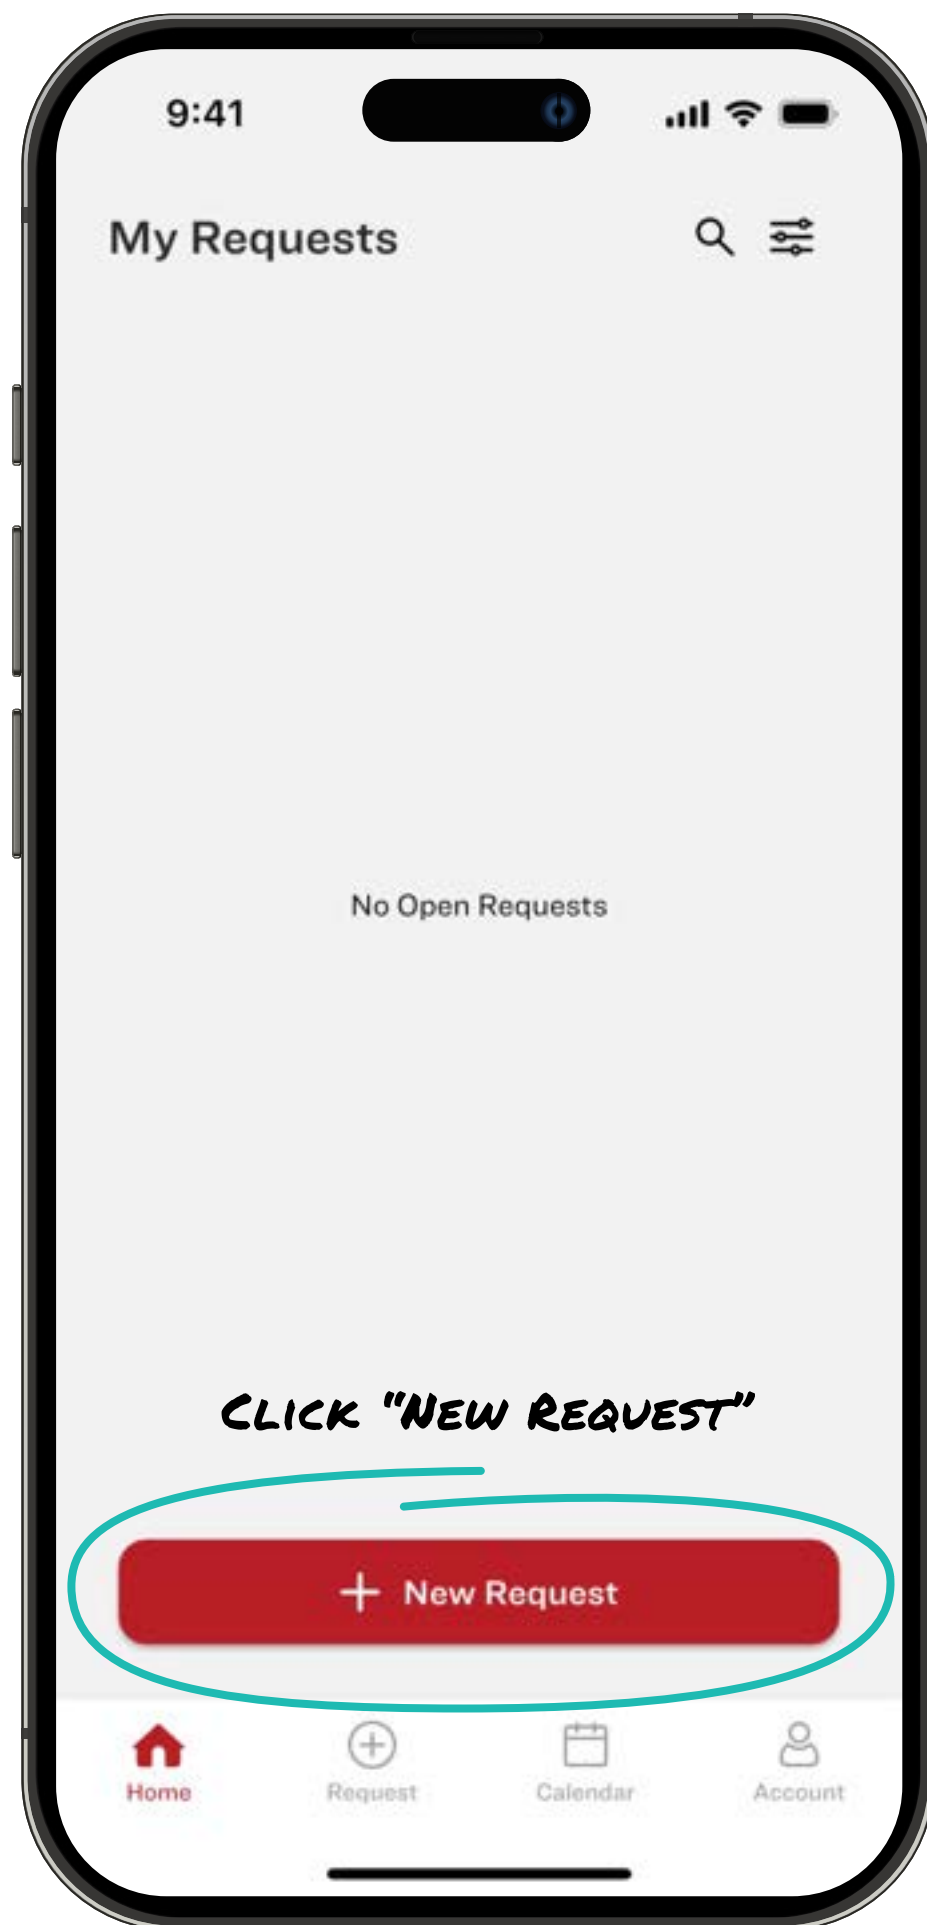 9:41
My Requests
No Open Requests
CLICK "NEW REQUEST"
New Request
Home
Request
Calendar
Account